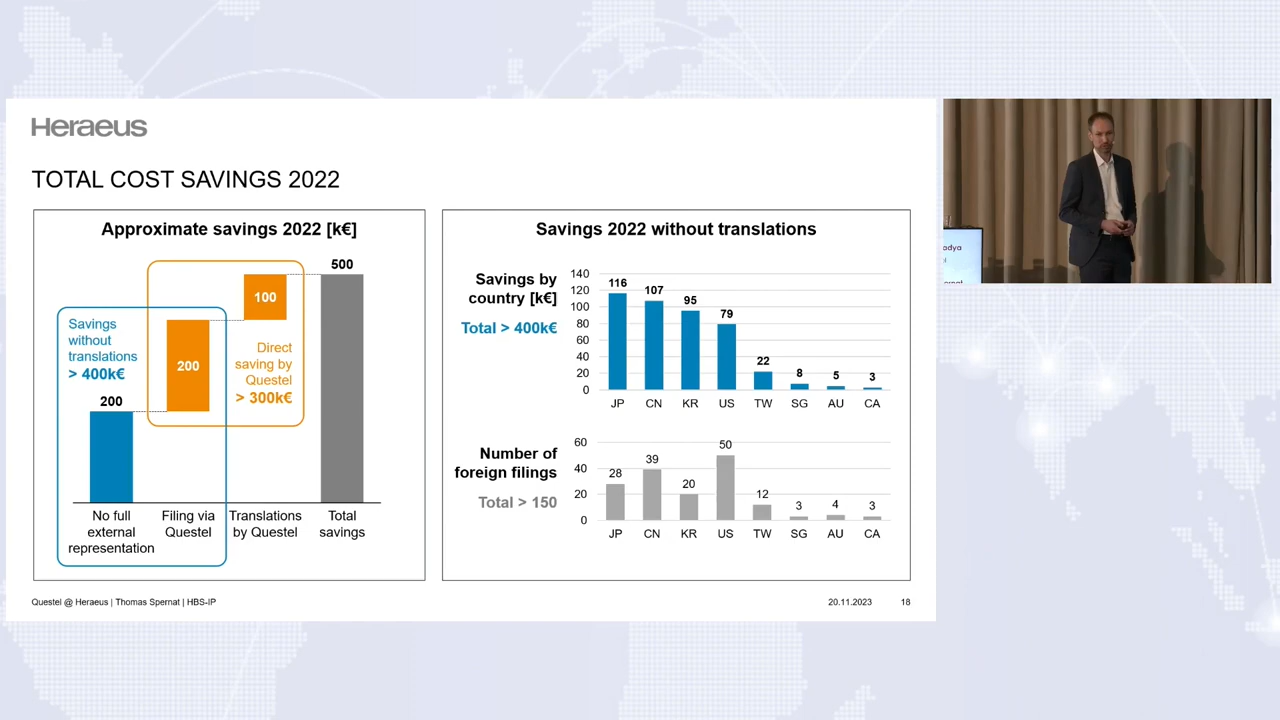 Heraeus
TOTAL COST SAVINGS 2022
Approximate savings 2022 [k€]
500
100
Savings
without
translations
> 400k€
200
Direct
saving by
Questel
> 300k€
200
No full
external
representation
Filing via
Questel
Translations
by Questel
Total
savings
Savings 2022 without translations
Savings by
country [k€]
Total > 400k€
140
120
100
80
60
40
20
0
116
107
95
79
22
8
5
3
JP CN KR US TW SG AU CA
Number of
foreign filings
Total > 150
60
40
20
0
28
39
20
50
12
3
4
3
JP CN KR US TW SG AU CA
Questel @ Heraeus | Thomas Spernat | HBS-IP
20.11.2023
18